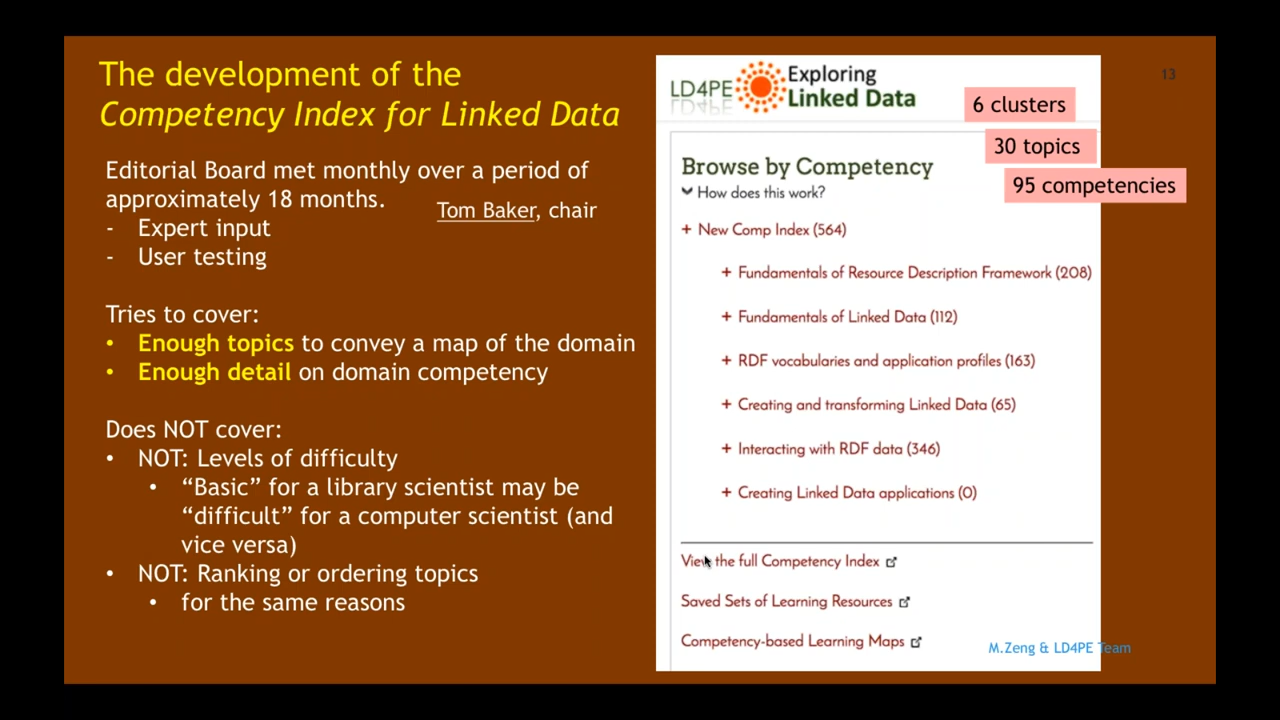 The development of the
Competency Index for Linked Data
Editorial Board met monthly over a period of
approximately 18 months.
Tom Baker, chair
- Expert input
- User testing
Tries to cover:
• Enough topics to convey a map of the domain
• Enough detail on domain competency
Does NOT cover:
• NOT: Levels of difficulty
• “Basic” for a library scientist may be
“difficult” for a computer scientist (and
vice versa)
• NOT: Ranking or ordering topics
• for the same reasons
LD4PE
Exploring
Linked Data
13
6 clusters
30 topics
95 competencies
Browse by Competency
How does this work?
+ New Comp Index (564)
+ Fundamentals of Resource Description Framework (208)
+ Fundamentals of Linked Data (112)
+ RDF vocabularies and application profiles (163)
+ Creating and transforming Linked Data (65)
+ Interacting with RDF data (346)
+ Creating Linked Data applications (0)
View the full Competency Index
Saved Sets of Learning Resources
Competency-based Learning Maps
M.Zeng & LD4PE Team